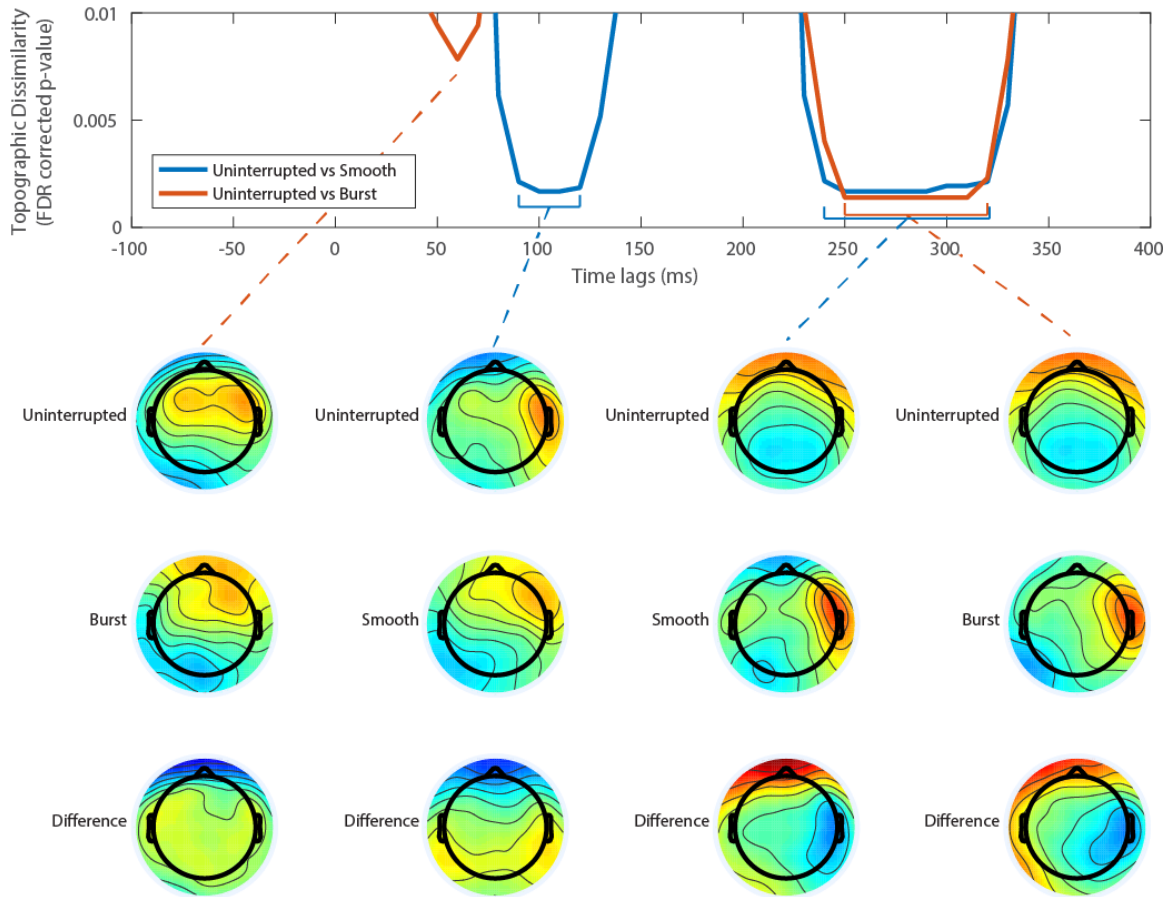 Topographic Dissimilarity
(FDR corrected p-value)
0.01
0.005
0
Uninterrupted vs Smooth
Uninterrupted vs Burst
-100 -50 0 50 100 150 200 250 300 350 400
Time lags (ms)
Uninterrupted Uninterrupted Uninterrupted Uninterrupted
Burst Smooth Smooth Burst
Difference Difference Difference Difference